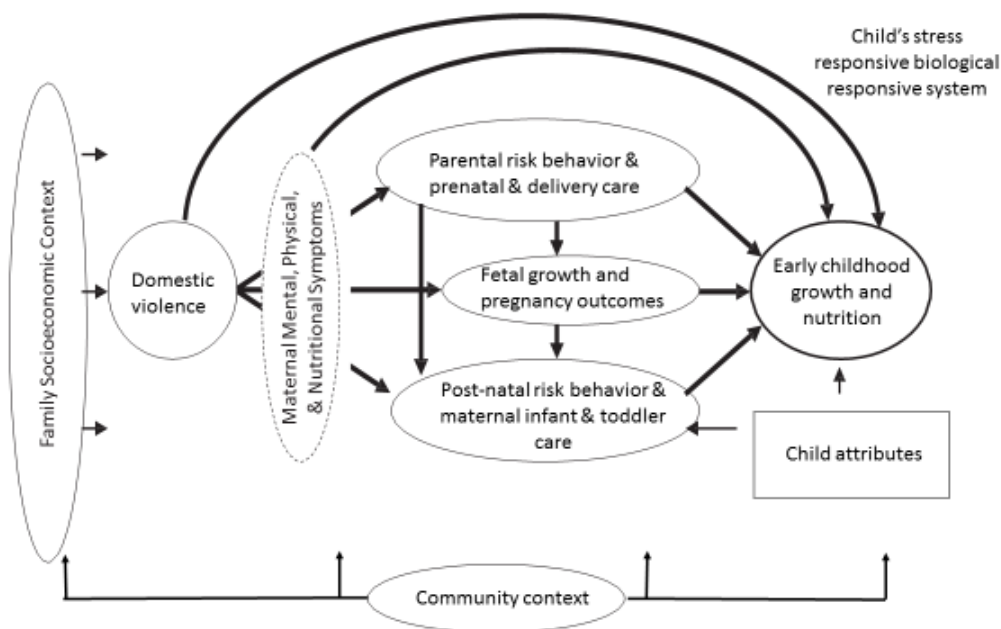 Child's stress
responsive biological
responsive system
Family Socioeconomic Context
Domestic
violence
Maternal Mental, Physical,
& Nutritional Symptoms
Parental risk behavior &
prenatal & delivery care
Fetal growth and
pregnancy outcomes
Post-natal risk behavior &
maternal infant & toddler
care
Early childhood
growth and
nutrition
Child attributes
Community context